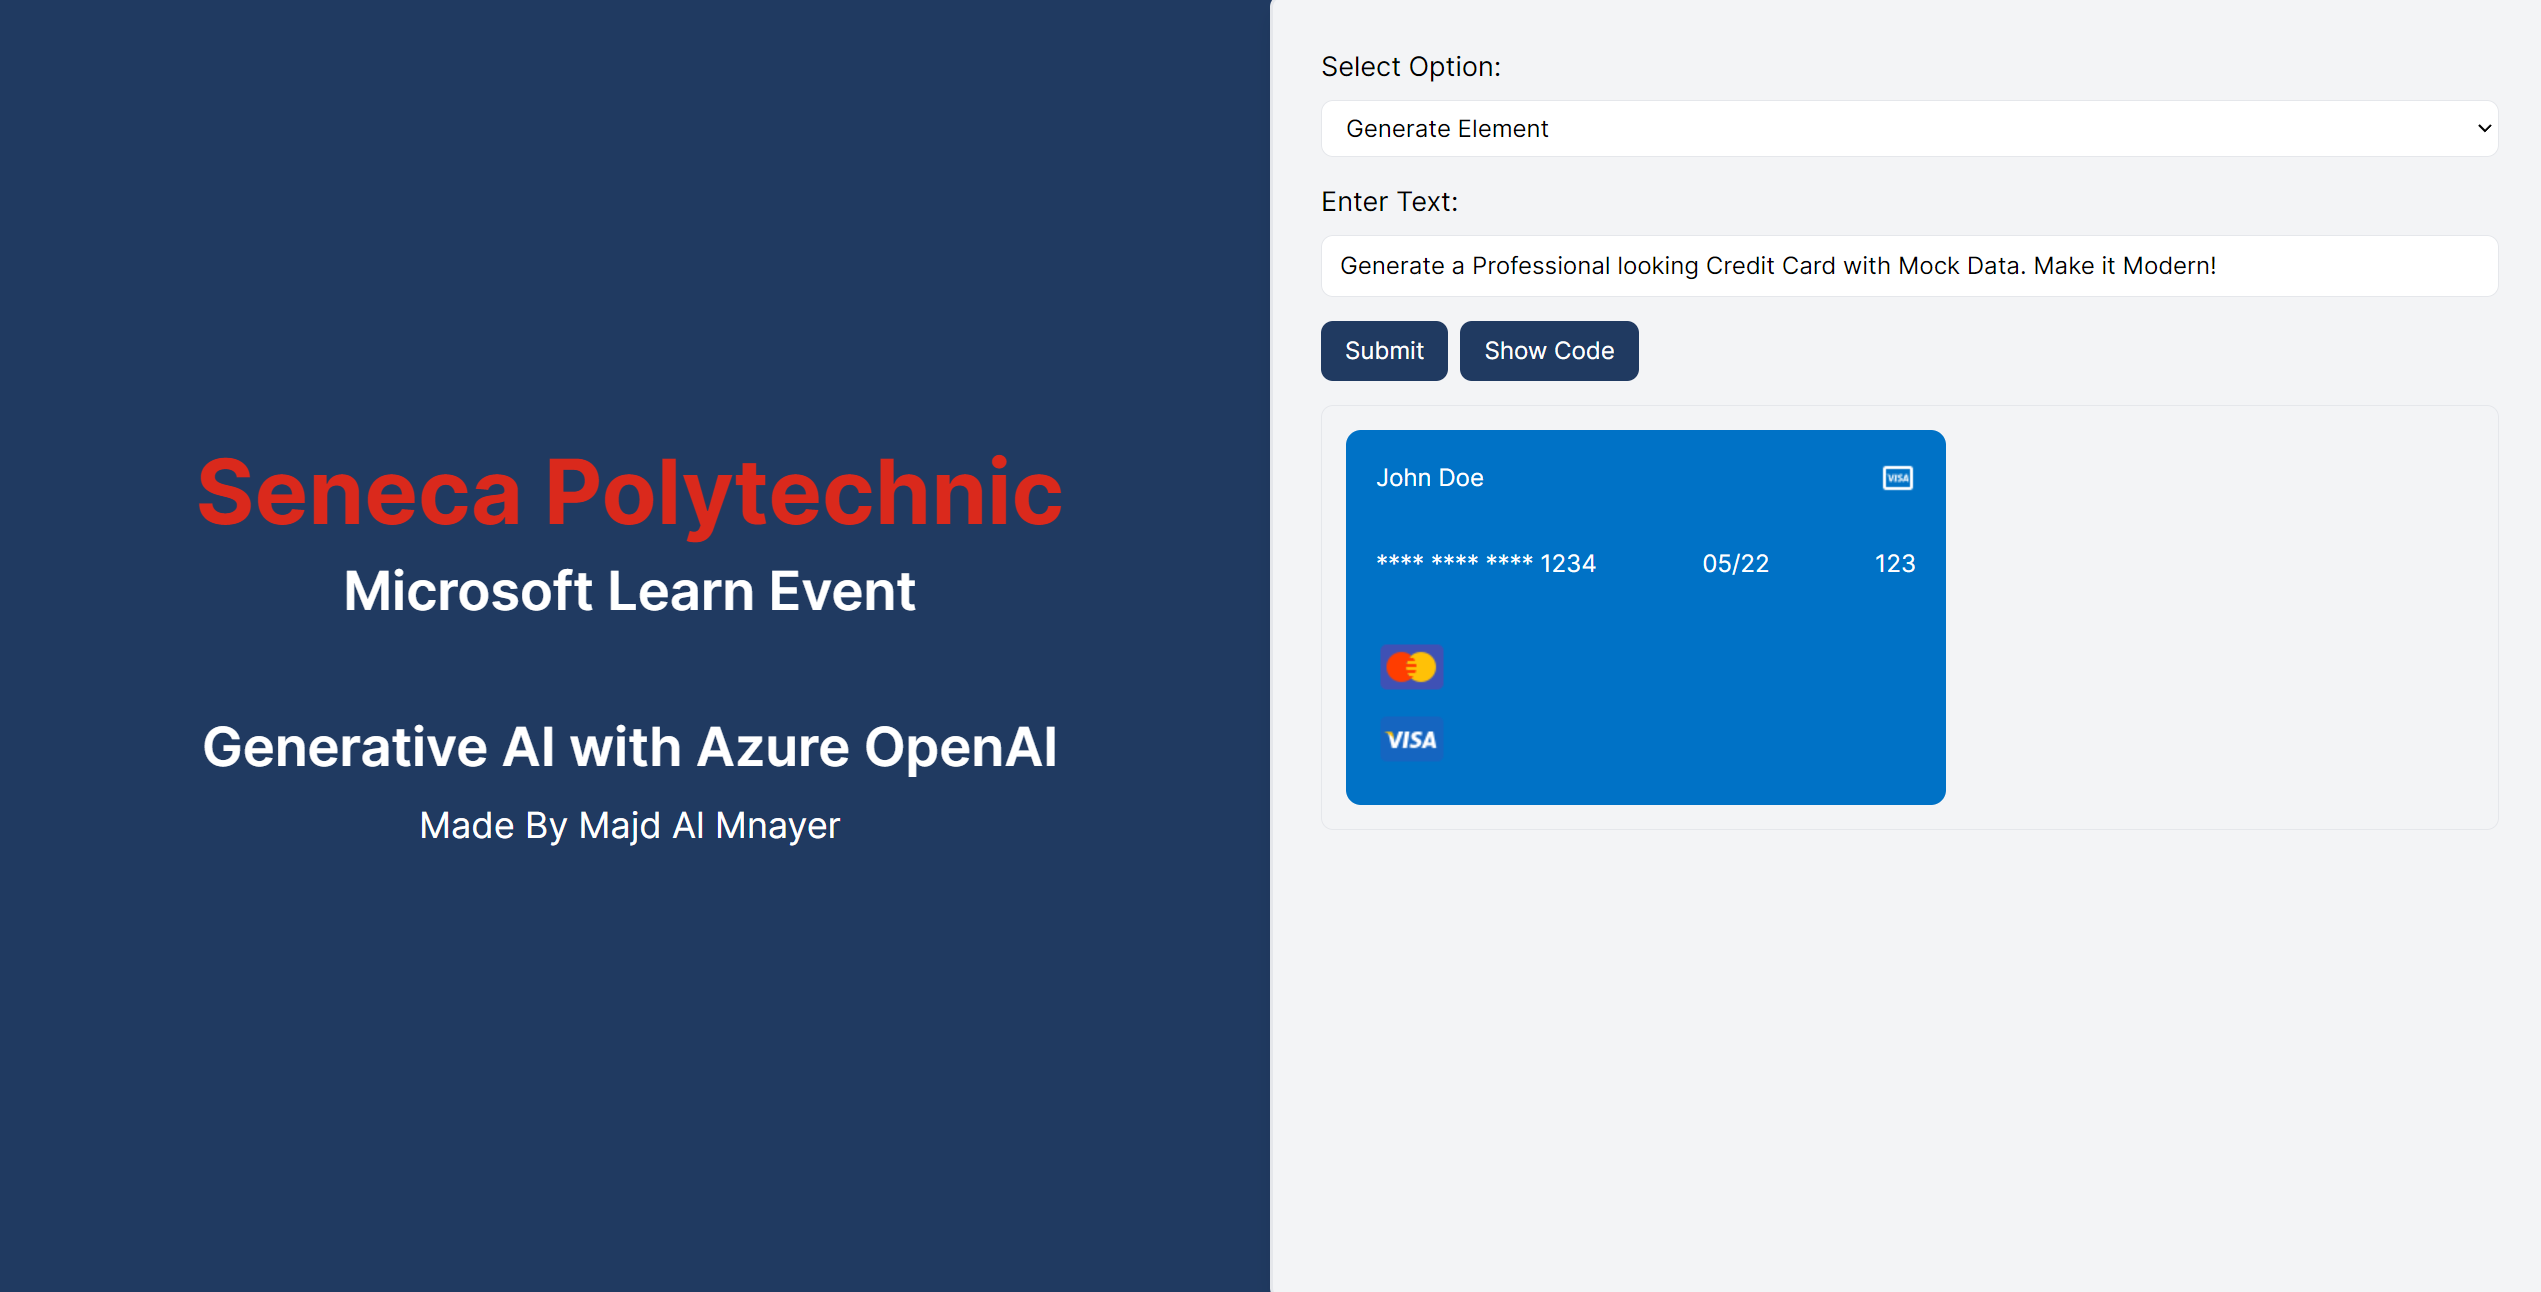 Seneca Polytechnic
Microsoft Learn Event
Generative AI with Azure OpenAI
Made By Majd Al Mnayer
Select Option:
Generate Element
Enter Text:
Generate a Professional looking Credit Card with Mock Data. Make it Modern!
Submit Show Code
John Doe VISA
**** **** **** 1234 05/22 123
VISA